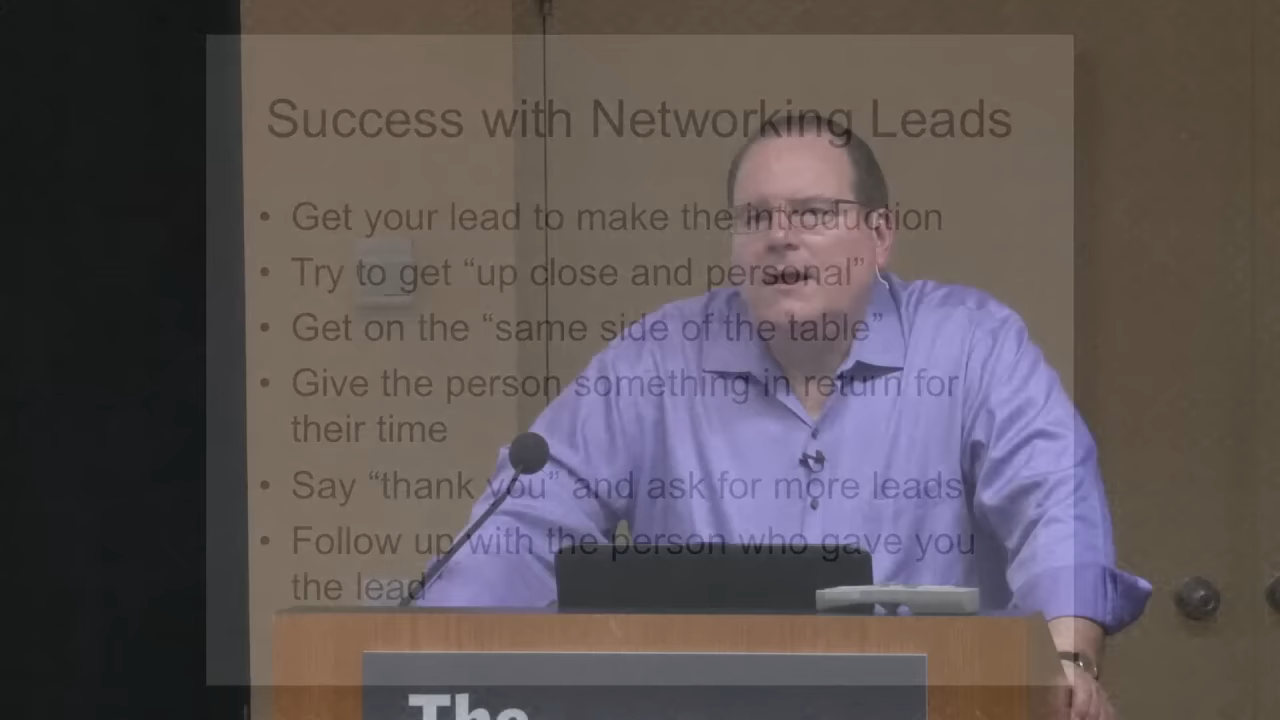 Success with Networking Leads
• Get your lead to make the
• Try to get “up close and personal”
• Get on the “same side of the table”
• Give the person something in return for
their time
• Say “thank you” and ask for more leads
• Follow up with the person who gave you
the lead
The